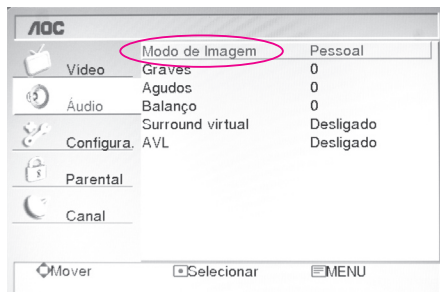 AOC
Modo de Imagem Pessoal
Vídeo Graves 0
Agudos 0
Áudio Balanço 0
Surround virtual Desligado
Configura. AVL Desligado
Parental
Canal
Mover Selecionar MENU